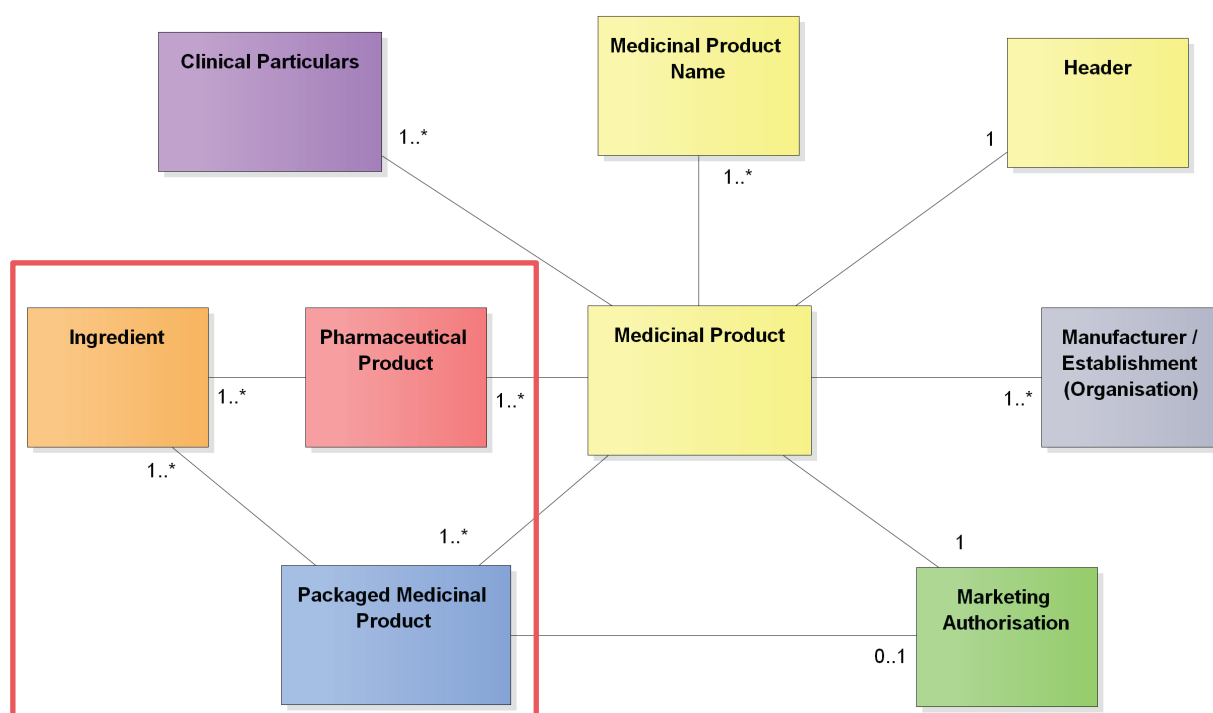 Clinical Particulars
Medicinal Product
Name
Header
1..*
1
1..*
Ingredient
Pharmaceutical
Product
Medicinal Product
Manufacturer /
Establishment
(Organisation)
1..*
1..*
1..*
1..*
1..*
1
Packaged Medicinal
Product
Marketing
Authorisation
0..1